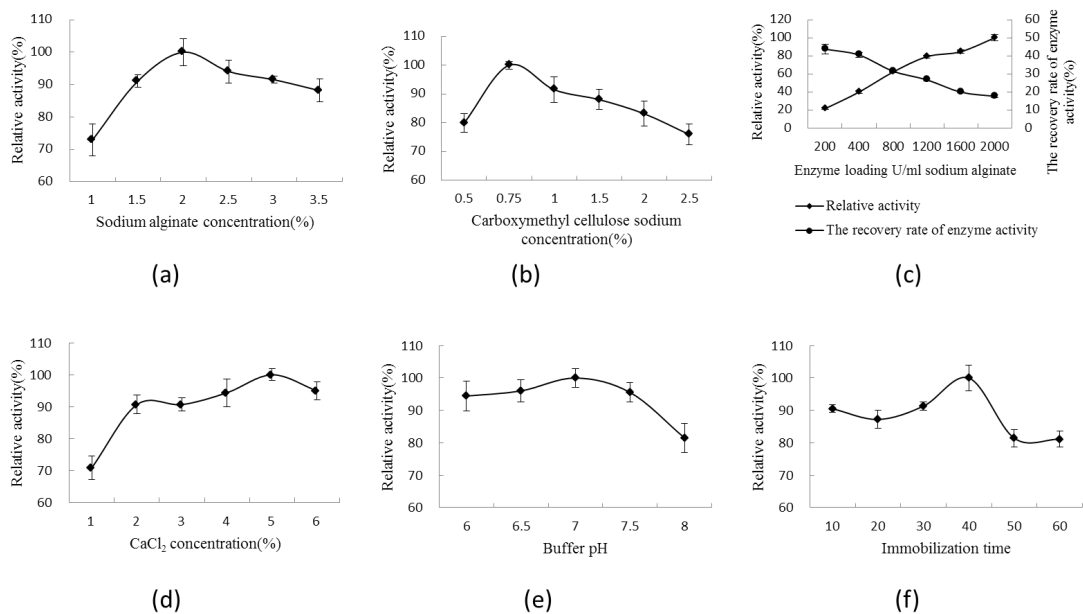 110
100
90
80
70
60
Relative activity(%)
1 1.5 2 2.5 3 3.5
Sodium alginate concentration(%)
(a)
110
100
90
80
70
60
Relative activity(%)
0.5 0.75 1 1.5 2 2.5
Carboxymethyl cellulose sodium
concentration(%)
(b)
120
100
80
60
40
20
0
Relative activity(%)
60
50
40
30
20
10
0
The recovery rate of enzyme
activity(%)
200 400 800 1200 1600 2000
Enzyme loading U/ml sodium alginate
Relative activity
The recovery rate of enzyme activity
(c)
110
100
90
80
70
60
Relative activity(%)
1 2 3 4 5 6
CaCl₂ concentration(%)
(d)
110
100
90
80
70
60
Relative activity(%)
6 6.5 7 7.5 8
Buffer pH
(e)
110
100
90
80
70
60
Relative activity(%)
10 20 30 40 50 60
Immobilization time
(f)